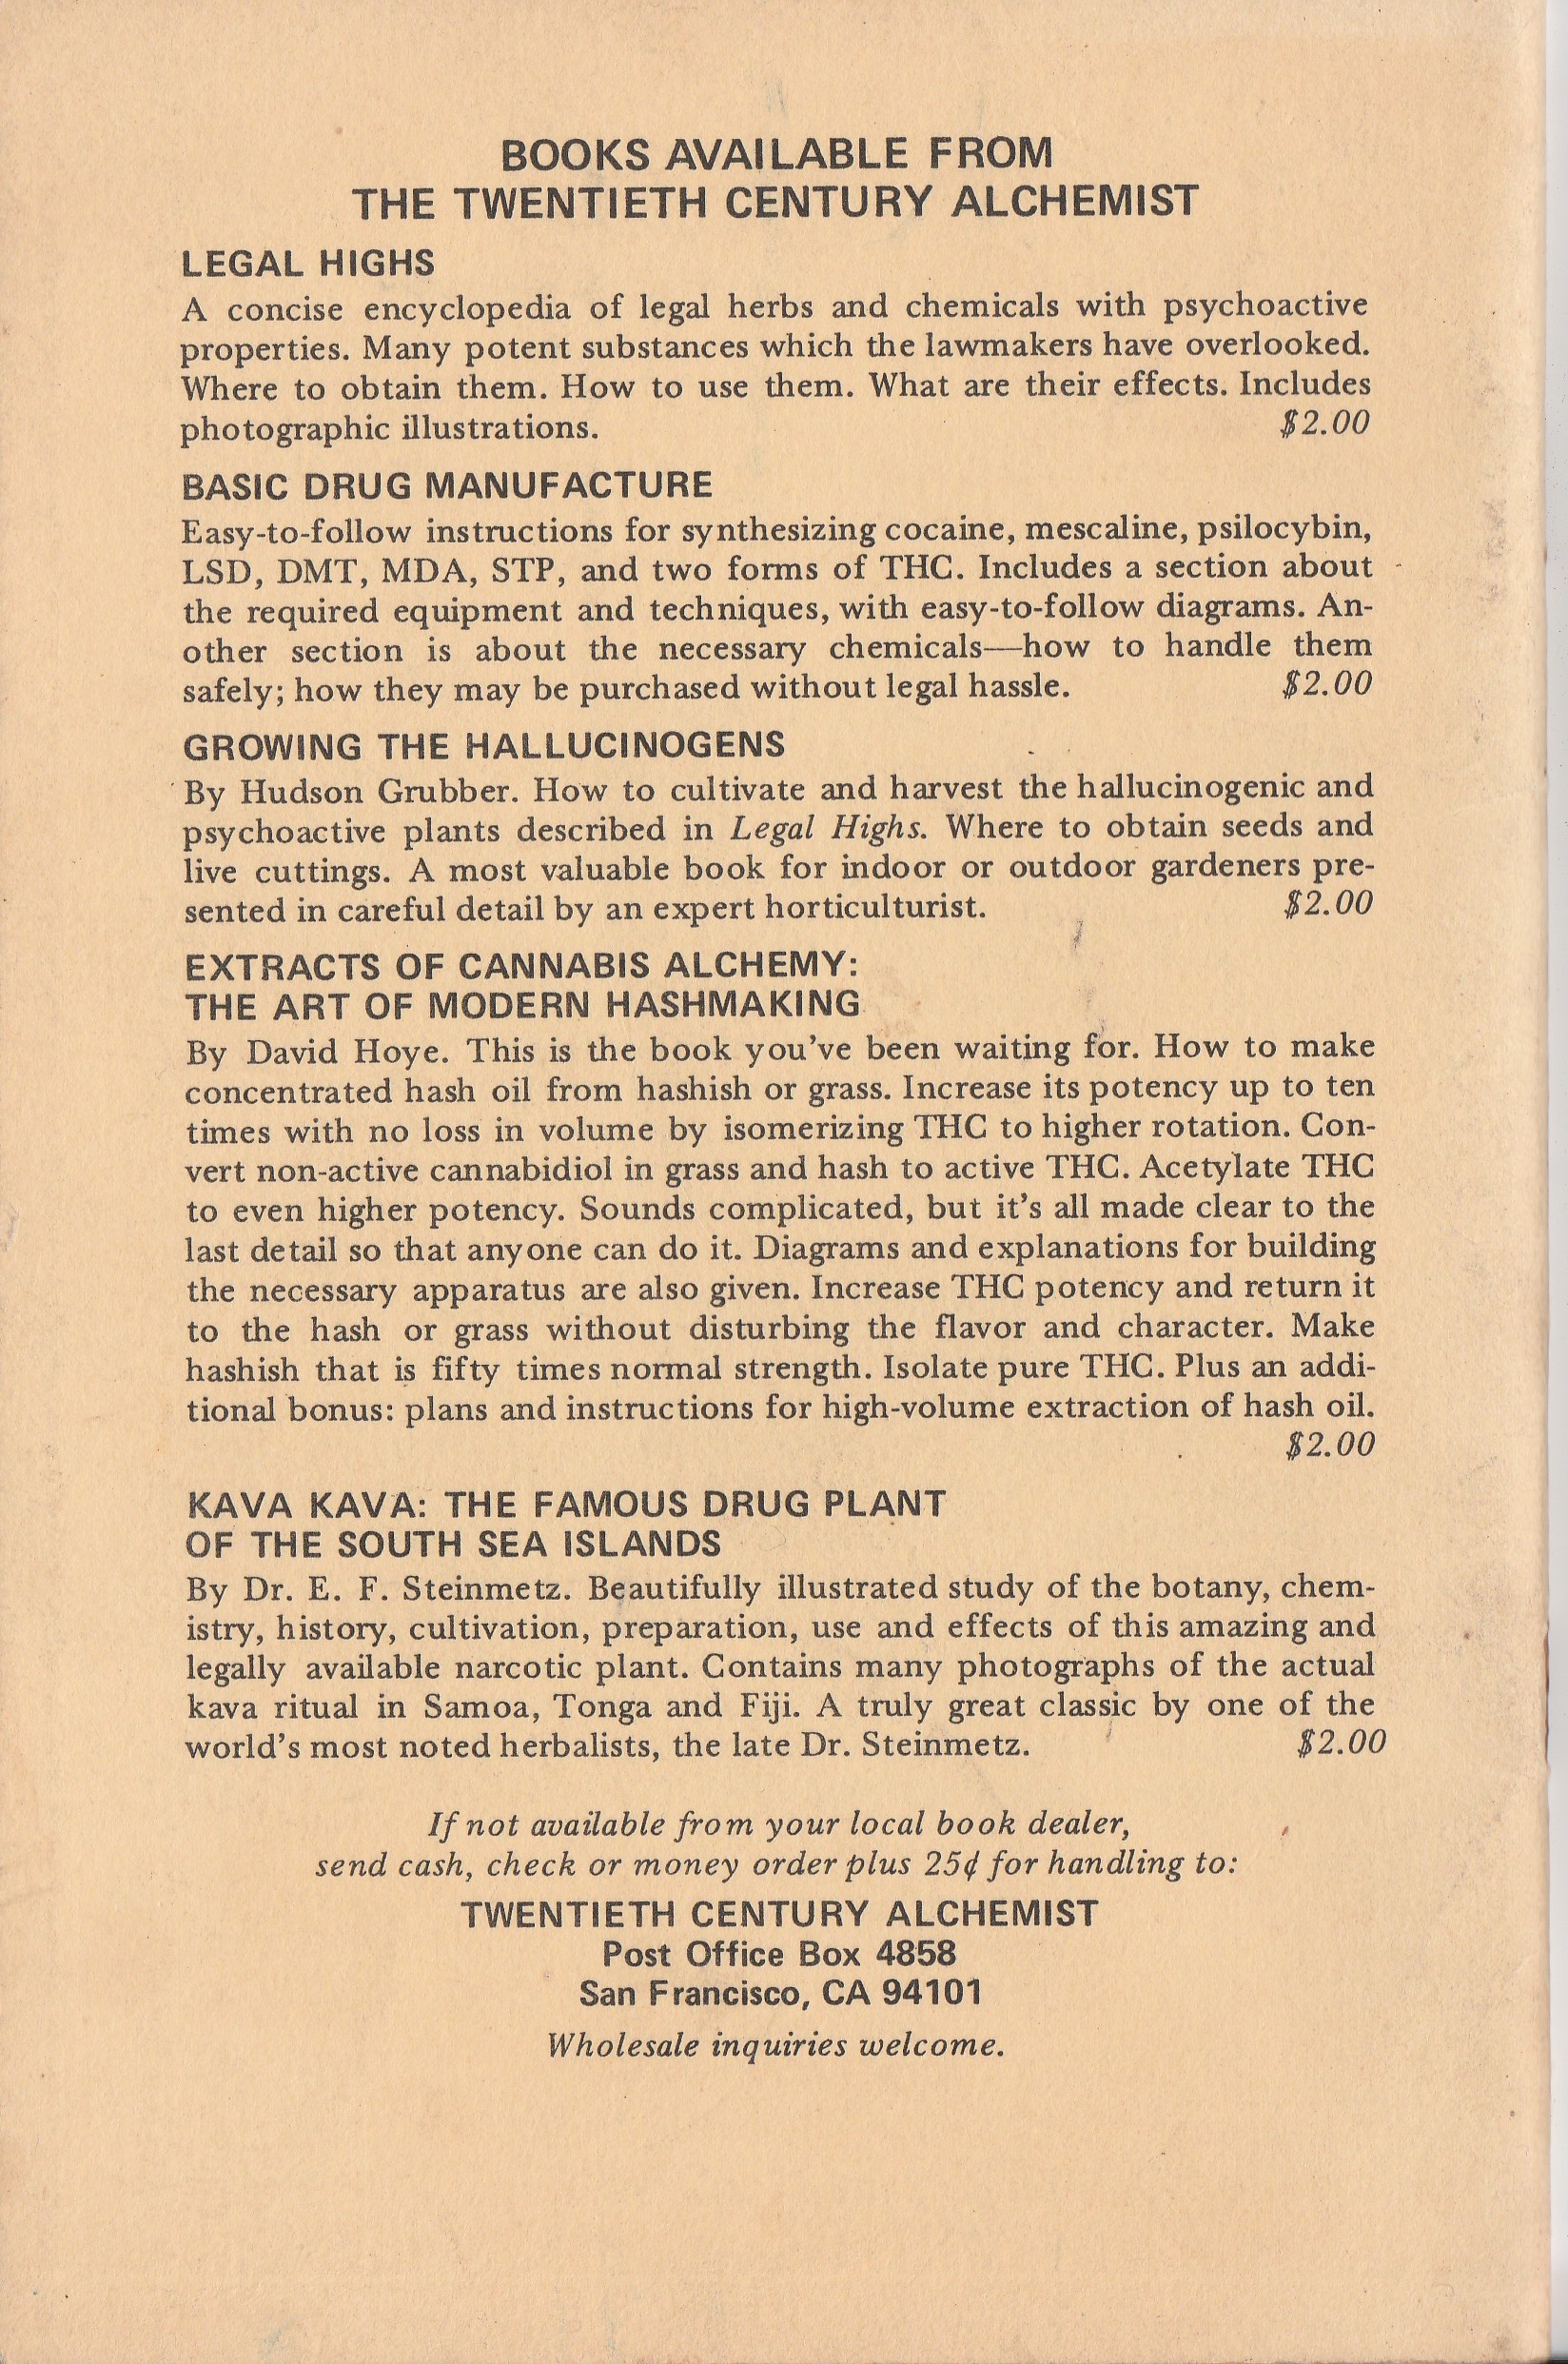 BOOKS AVAILABLE FROM
THE TWENTIETH CENTURY ALCHEMIST
LEGAL HIGHS
A concise encyclopedia of legal herbs and chemicals with psychoactive
properties. Many potent substances which the lawmakers have overlooked.
Where to obtain them. How to use them. What are their effects. Includes
photographic illustrations. $2.00
BASIC DRUG MANUFACTURE
Easy-to-follow instructions for synthesizing cocaine, mescaline, psilocybin,
LSD, DMT, MDA, STP, and two forms of THC. Includes a section about
the required equipment and techniques, with easy-to-follow diagrams. An-
other section is about the necessary chemicals—how to handle them
safely; how they may be purchased without legal hassle. $2.00
GROWING THE HALLUCINOGENS
By Hudson Grubber. How to cultivate and harvest the hallucinogenic and
psychoactive plants described in Legal Highs. Where to obtain seeds and
live cuttings. A most valuable book for indoor or outdoor gardeners pre-
sented in careful detail by an expert horticulturist. $2.00
EXTRACTS OF CANNABIS ALCHEMY:
THE ART OF MODERN HASHMAKING
By David Hoye. This is the book you've been waiting for. How to make
concentrated hash oil from hashish or grass. Increase its potency up to ten
times with no loss in volume by isomerizing THC to higher rotation. Con-
vert non-active cannabidiol in grass and hash to active THC. Acetylate THC
to even higher potency. Sounds complicated, but it's all made clear to the
last detail so that anyone can do it. Diagrams and explanations for building
the necessary apparatus are also given. Increase THC potency and return it
to the hash or grass without disturbing the flavor and character. Make
hashish that is fifty times normal strength. Isolate pure THC. Plus an addi-
tional bonus: plans and instructions for high-volume extraction of hash oil.
$2.00
KAVA KAVA: THE FAMOUS DRUG PLANT
OF THE SOUTH SEA ISLANDS
By Dr. E. F. Steinmetz. Beautifully illustrated study of the botany, chem-
istry, history, cultivation, preparation, use and effects of this amazing and
legally available narcotic plant. Contains many photographs of the actual
kava ritual in Samoa, Tonga and Fiji. A truly great classic by one of the
world's most noted herbalists, the late Dr. Steinmetz. $2.00
If not available from your local book dealer,
send cash, check or money order plus 25¢ for handling to:
TWENTIETH CENTURY ALCHEMIST
Post Office Box 4858
San Francisco, CA 94101
Wholesale inquiries welcome.